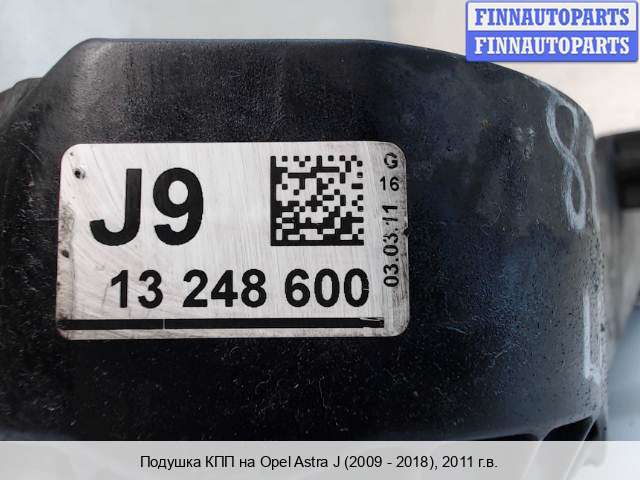 FINNAUTOPARTS
FINNAUTOPARTS
J9
13 248 600
G
16
03.03.11
Подушка КПП на Opel Astra J (2009 - 2018), 2011 г.в.